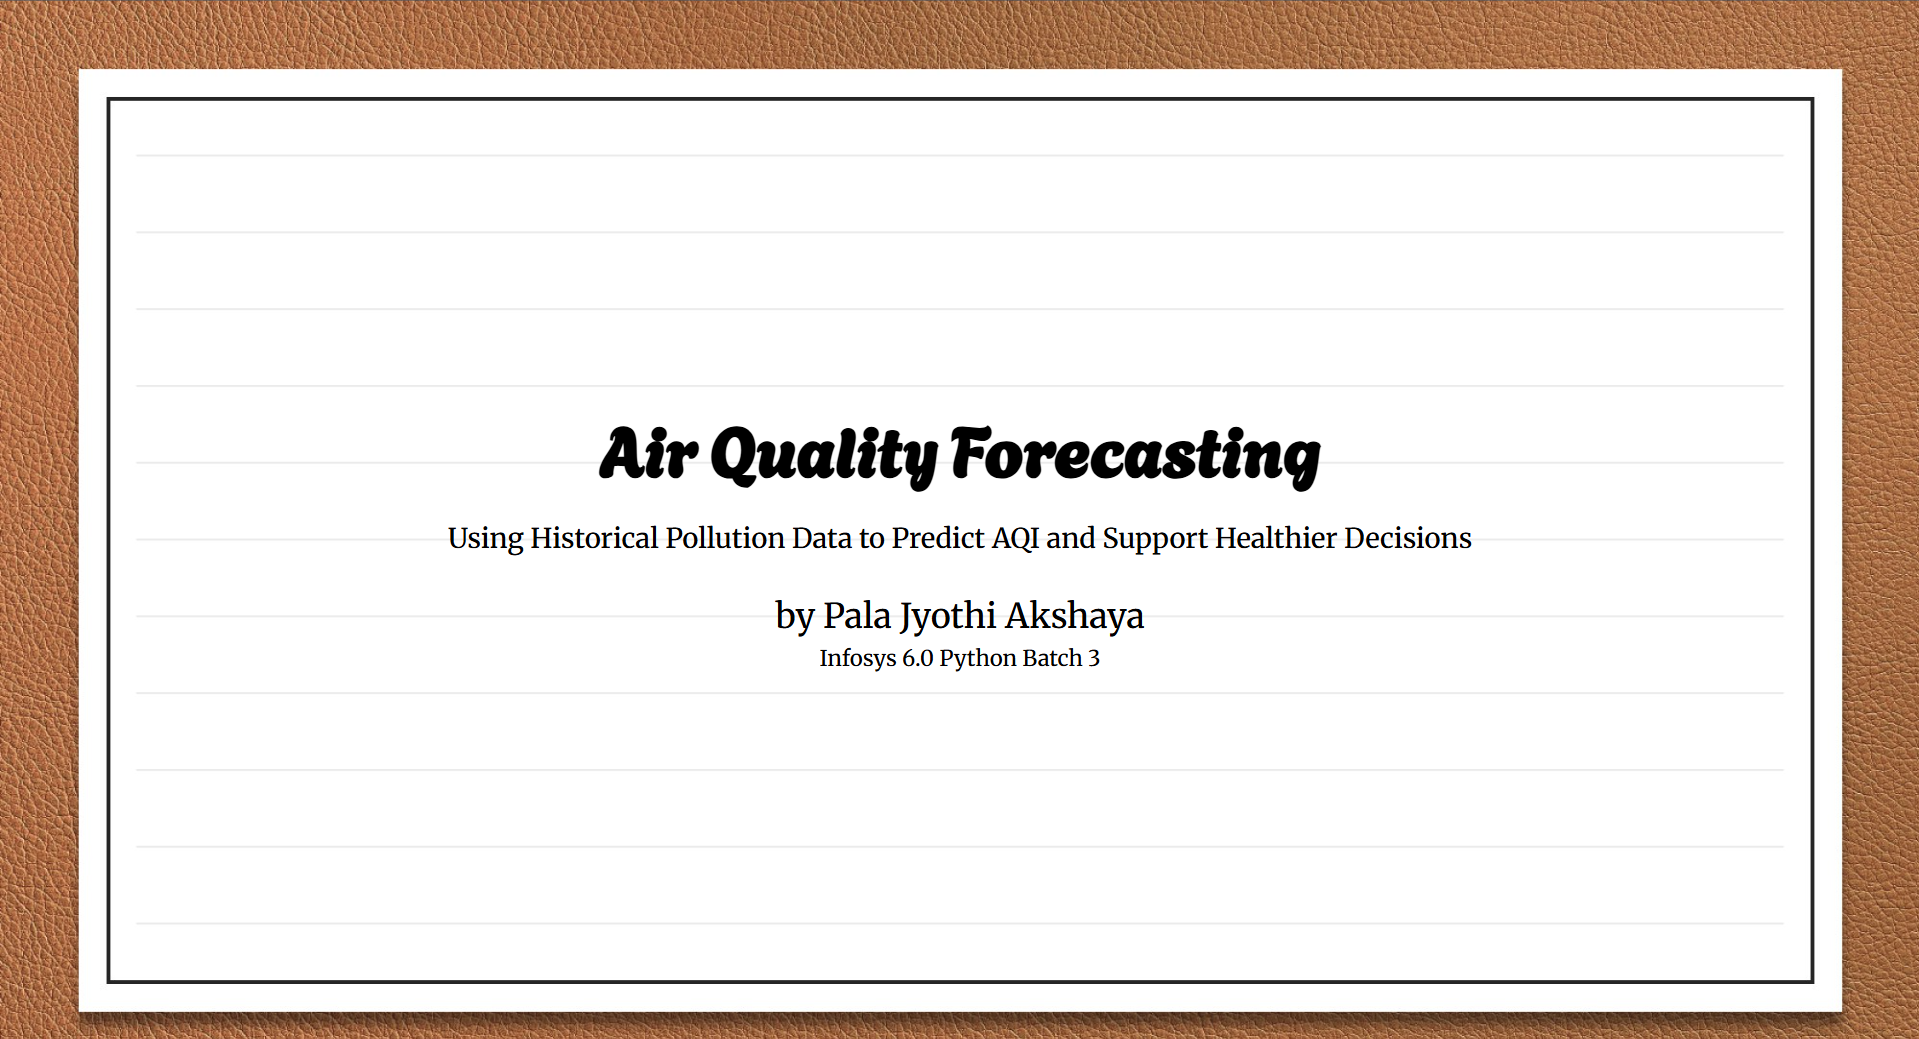 Air Quality Forecasting
Using Historical Pollution Data to Predict AQI and Support Healthier Decisions
by Pala Jyothi Akshaya
Infosys 6.0 Python Batch 3